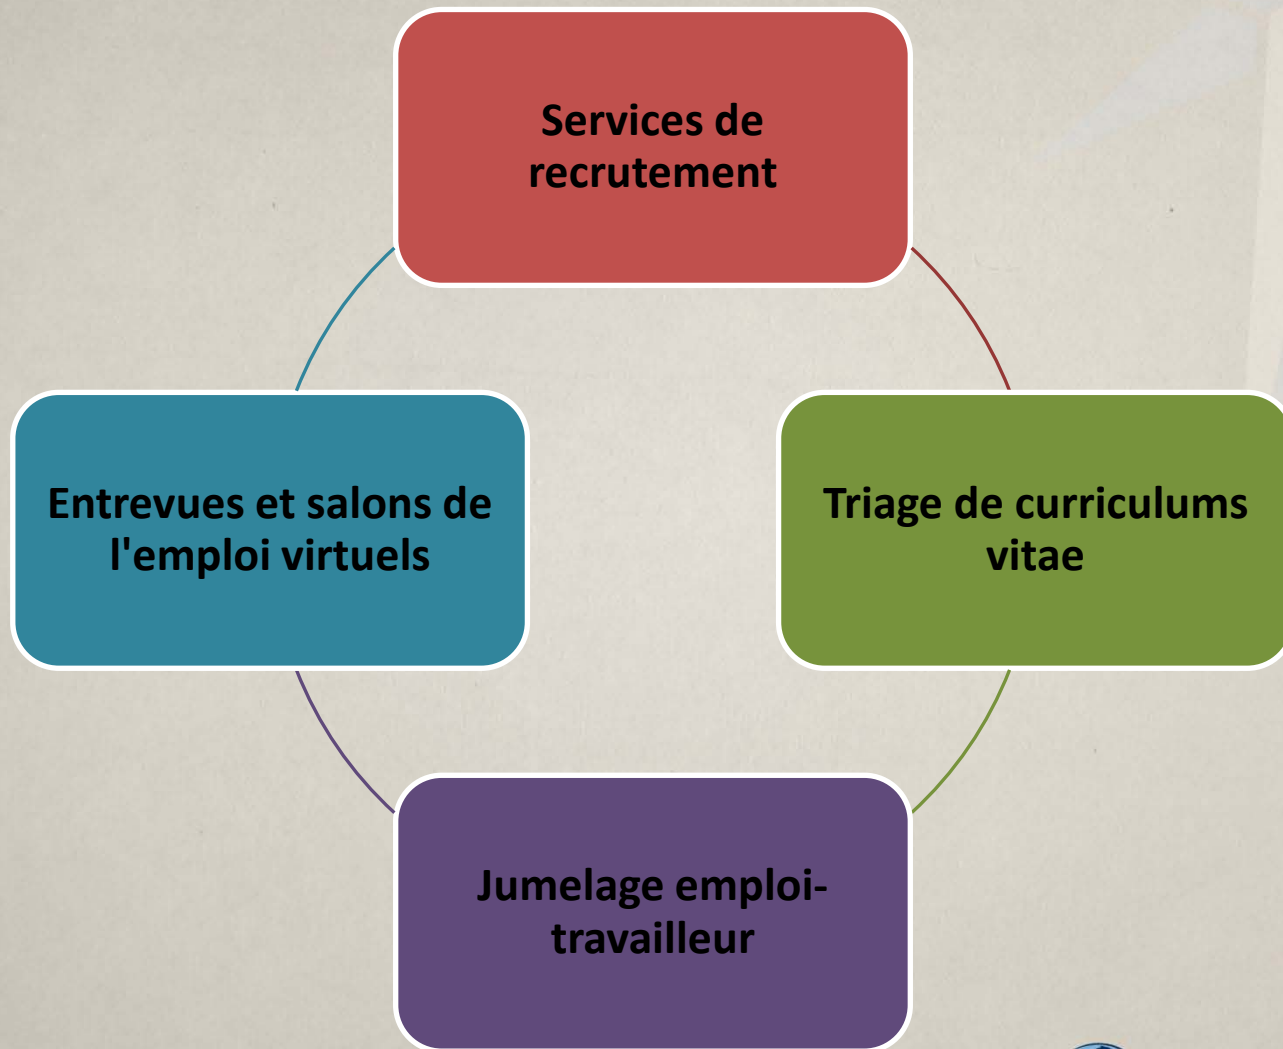 Services de
recrutement
Entrevues et salons de
l'emploi virtuels
Triage de curriculums
vitae
Jumelage emploi-
travailleur